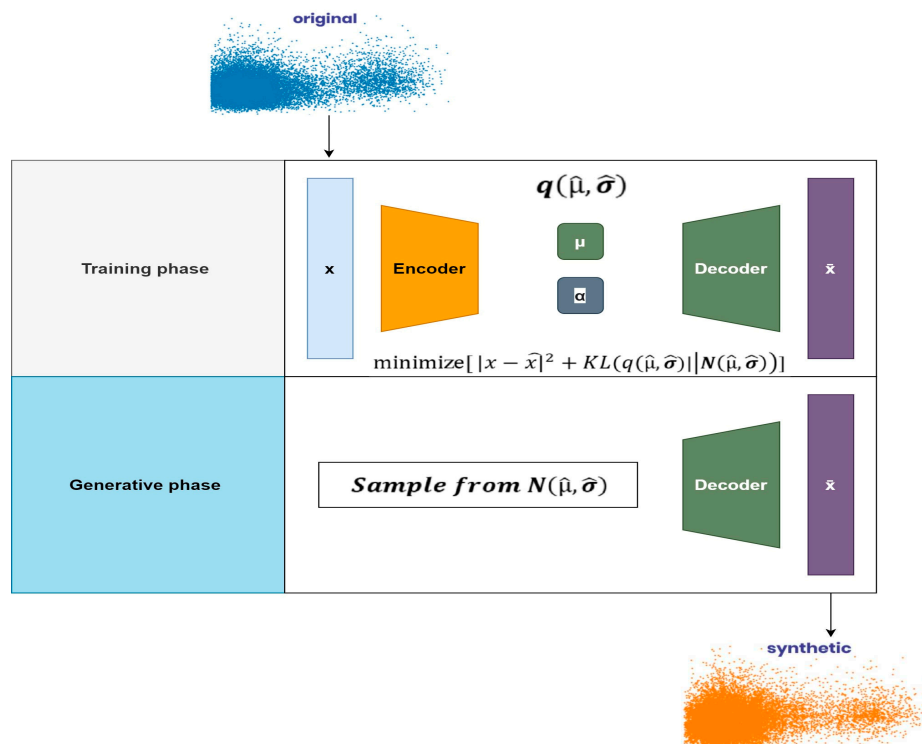 original
Training phase
x
Encoder
q(μ̂, σ̂)
μ
α
Decoder
x̄
minimize[ |x − x̂|² + KL(q(μ̂, σ̂)||N(μ̂, σ̂))]
Generative phase
Sample from N(μ̂, σ̂)
Decoder
x̄
synthetic